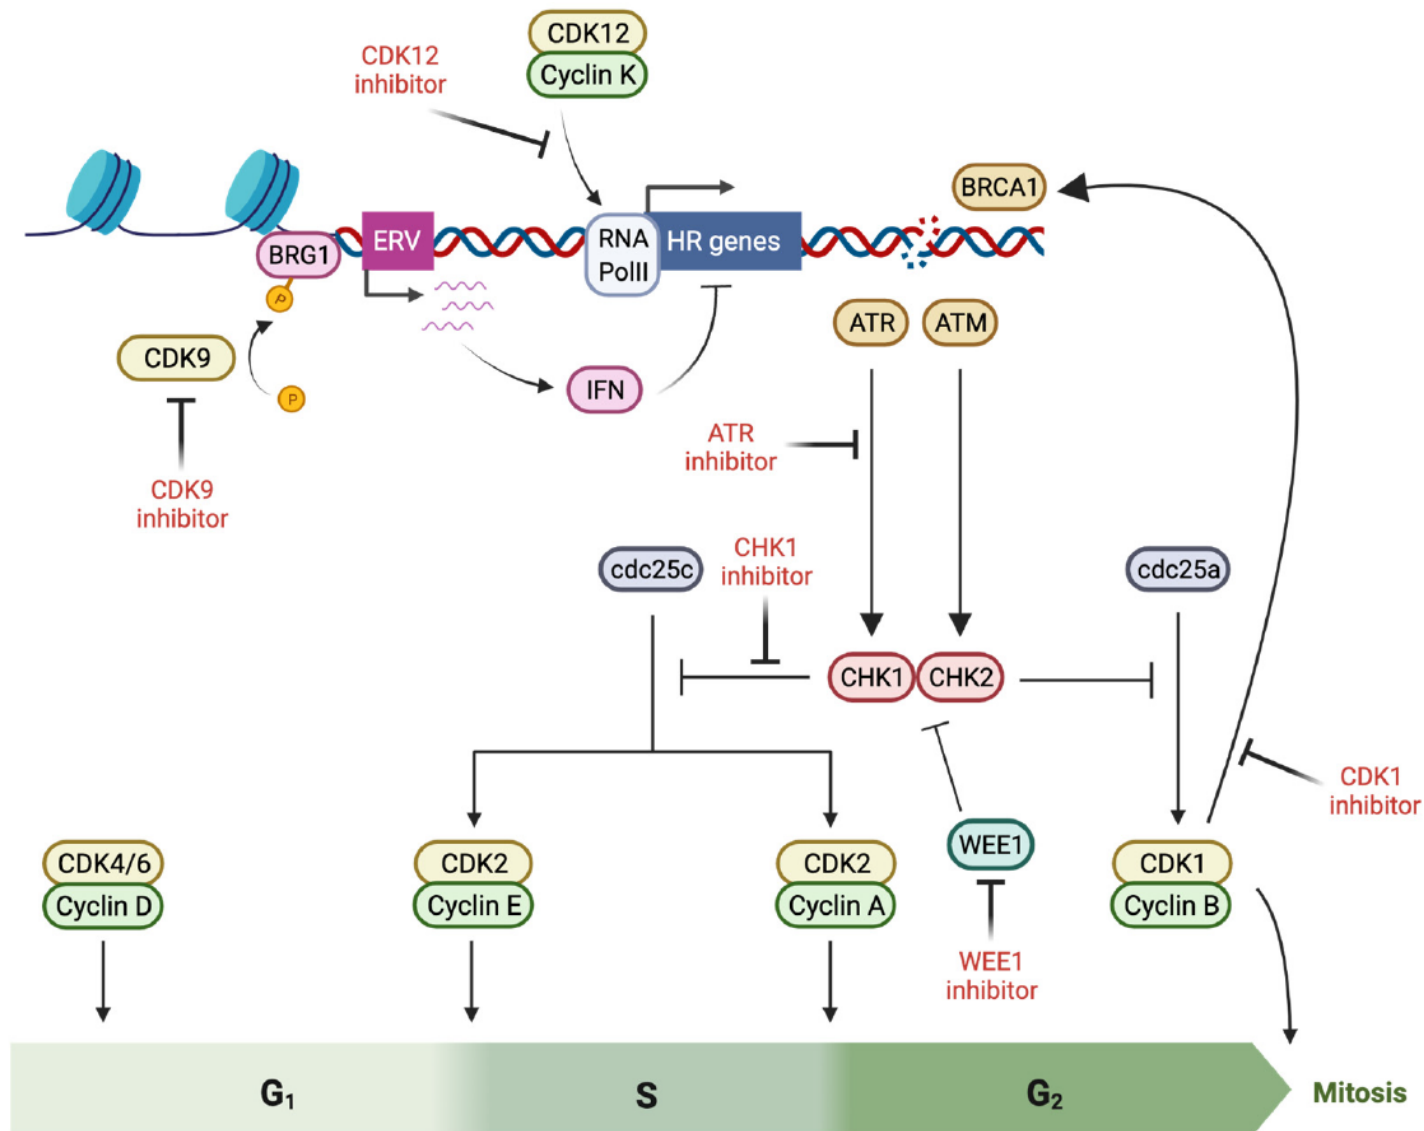 CDK12
Cyclin K
CDK12
inhibitor
BRCA1
BRG1
ERV
RNA
PolII
HR genes
P
CDK9
P
IFN
ATR
ATM
CDK9
inhibitor
ATR
inhibitor
CHK1
inhibitor
cdc25c
cdc25a
CHK1
CHK2
CDK1
inhibitor
WEE1
CDK4/6
Cyclin D
CDK2
Cyclin E
CDK2
Cyclin A
CDK1
Cyclin B
WEE1
inhibitor
G₁
S
G₂
Mitosis